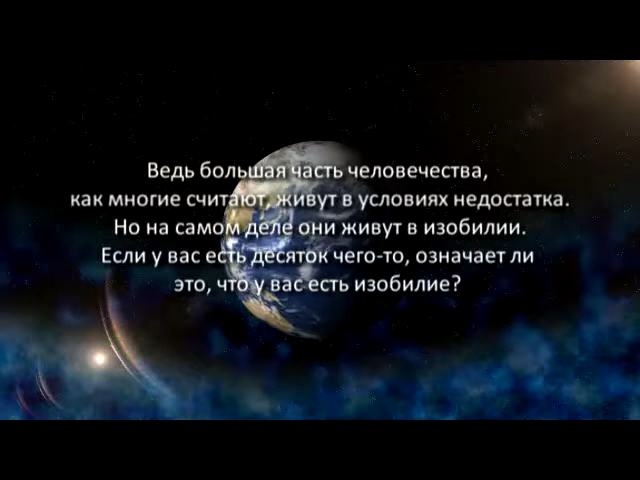 Ведь большая часть человечества,
как многие считают, живут в условиях недостатка.
Но на самом деле они живут в изобилии.
Если у вас есть десяток чего-то, означает ли
это, что у вас есть изобилие?